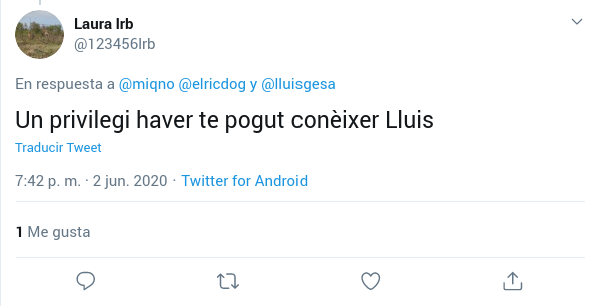 Laura Irb
@123456Irb
En respuesta a @miqno @elricdog y @lluisgesa
Un privilegi haver te pogut conèixer Lluis
Traducir Tweet
7:42 p. m. · 2 jun. 2020 · Twitter for Android
1 Me gusta